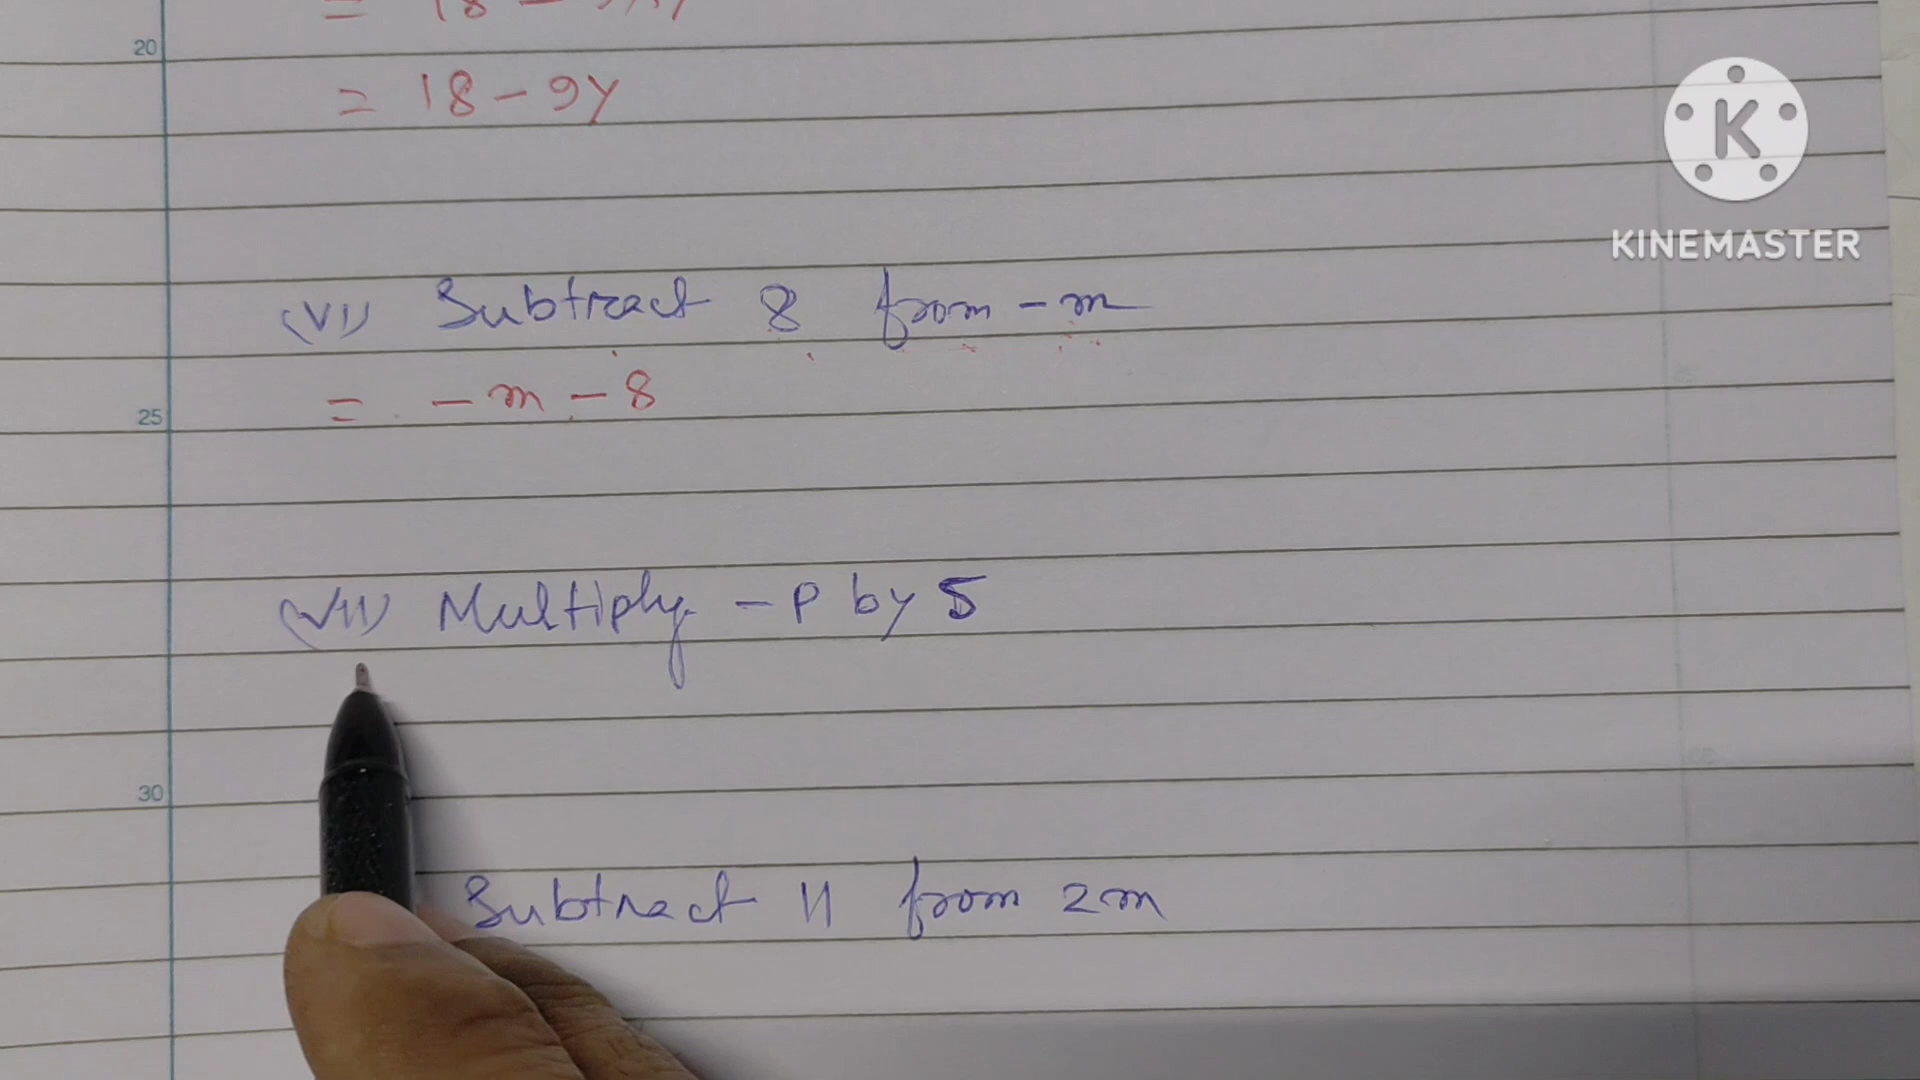 20
= 18 - 9y
K
KINEMASTER
(VI) Subtract 8 from - m
= - m - 8
25
(VII) Multiply - P by 5
30
Subtract 11 from 2m